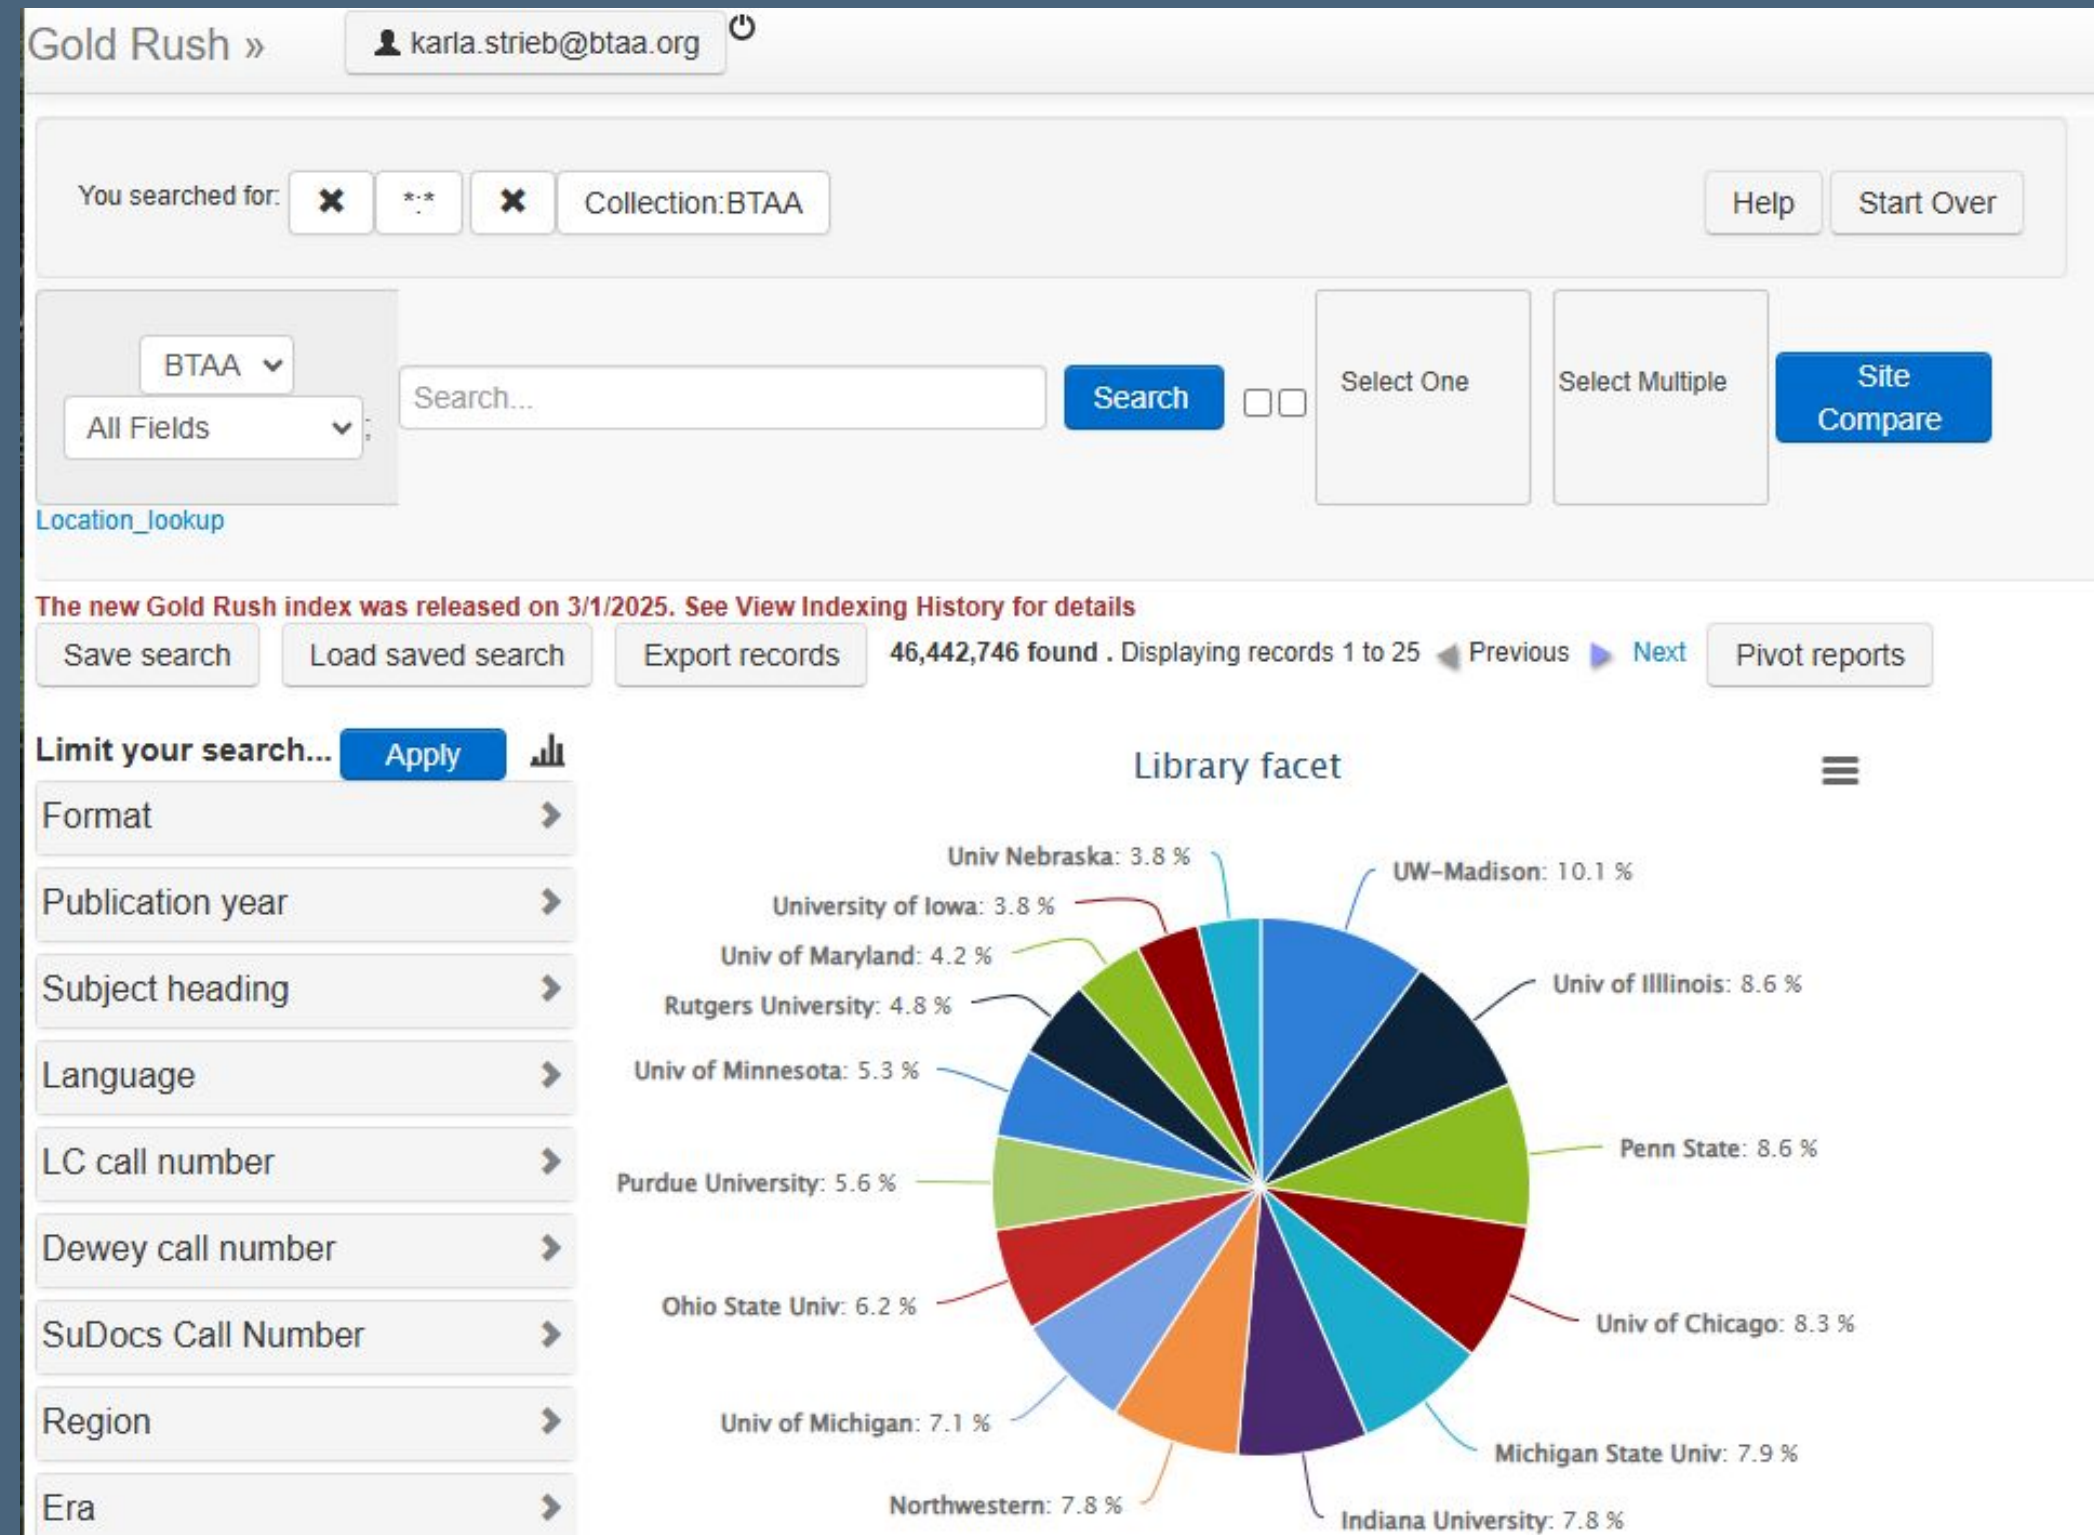 Gold Rush »
karla.strieb@btaa.org
You searched for:
*:*
Collection:BTAA
Help
Start Over
BTAA
All Fields
;
Search...
Search
Select One
Select Multiple
Site
Compare
Location_lookup
The new Gold Rush index was released on 3/1/2025. See View Indexing History for details
Save search
Load saved search
Export records
46,442,746 found . Displaying records 1 to 25
Previous
Next
Pivot reports
Limit your search...
Apply
Format
Publication year
Subject heading
Language
LC call number
Dewey call number
SuDocs Call Number
Region
Era
Library facet
UW-Madison: 10.1 %
Univ of Illlinois: 8.6 %
Penn State: 8.6 %
Univ of Chicago: 8.3 %
Michigan State Univ: 7.9 %
Indiana University: 7.8 %
Northwestern: 7.8 %
Univ of Michigan: 7.1 %
Ohio State Univ: 6.2 %
Purdue University: 5.6 %
Univ of Minnesota: 5.3 %
Rutgers University: 4.8 %
Univ of Maryland: 4.2 %
University of Iowa: 3.8 %
Univ Nebraska: 3.8 %